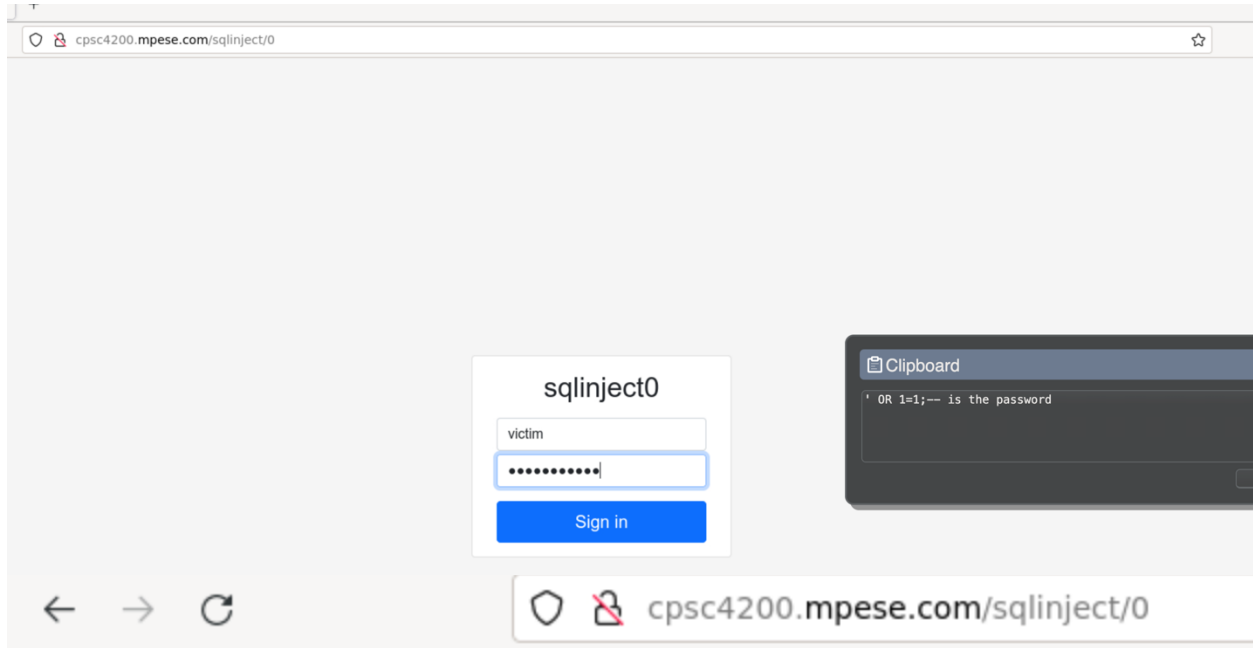 +
cpsc4200.mpese.com/sqlinject/0
sqlinject0
victim
•••••••••••
Sign in
Clipboard
' OR 1=1;-- is the password
cpsc4200.mpese.com/sqlinject/0